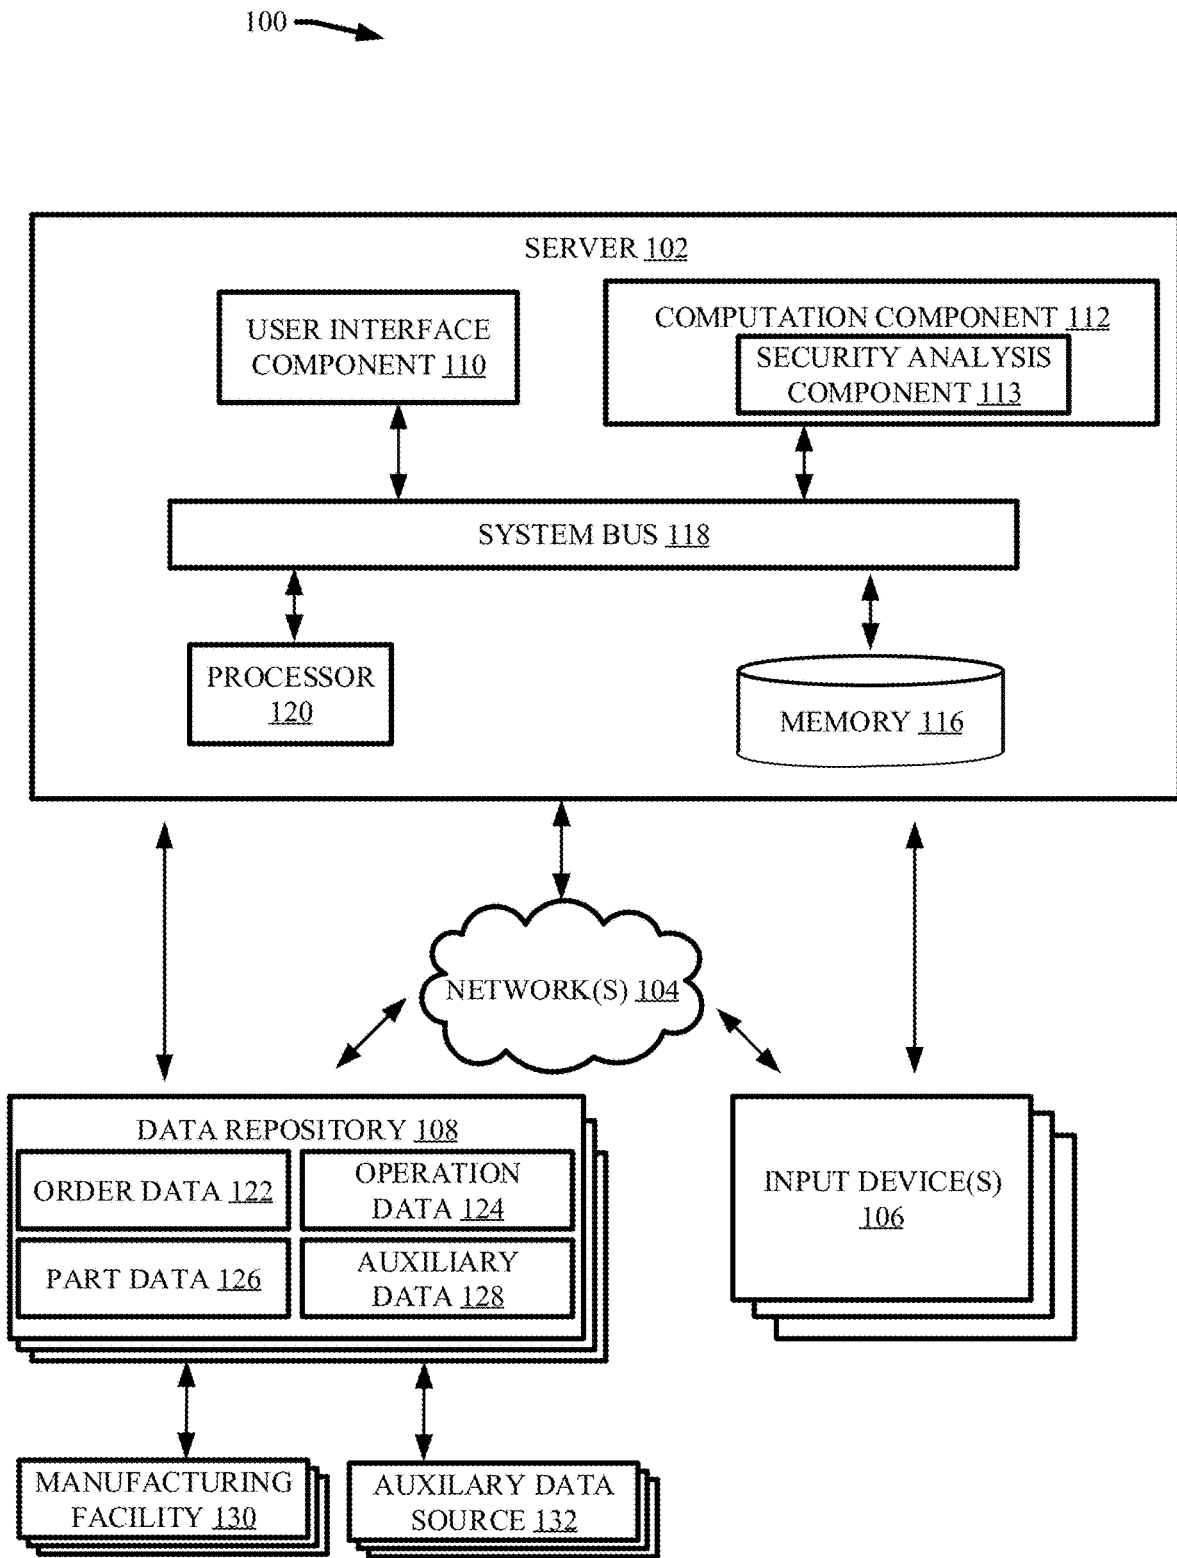 100
SERVER 102
USER INTERFACE
COMPONENT 110
COMPUTATION COMPONENT 112
SECURITY ANALYSIS
COMPONENT 113
SYSTEM BUS 118
PROCESSOR
120
MEMORY 116
NETWORK(S) 104
DATA REPOSITORY 108
ORDER DATA 122
OPERATION
DATA 124
PART DATA 126
AUXILIARY
DATA 128
INPUT DEVICE(S)
106
MANUFACTURING
FACILITY 130
AUXILARY DATA
SOURCE 132